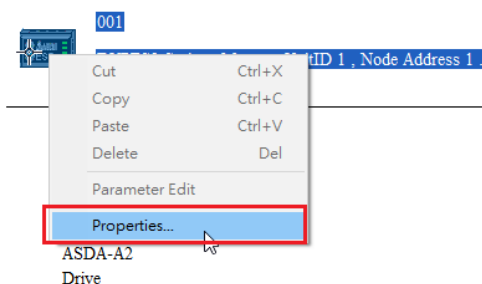 001
tID 1 , Node Address 1 .
Cut Ctrl+X
Copy Ctrl+C
Paste Ctrl+V
Delete Del
Parameter Edit
Properties...
ASDA-A2
Drive